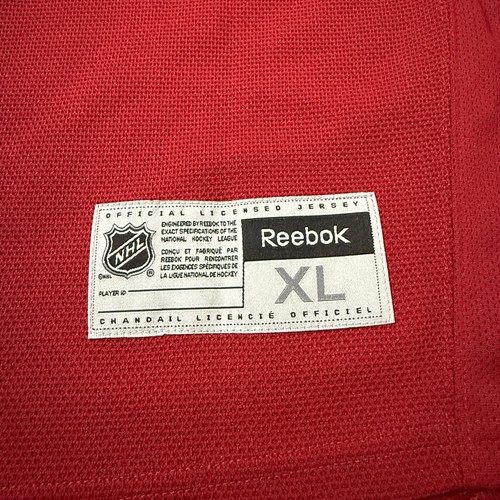 OFFICIAL LICENSED JERSEY
NHL
©NHL
®
ENGINEERED BY REEBOK TO THE
EXACT SPECIFICATIONS OF THE
NATIONAL HOCKEY LEAGUE
CONÇU ET FABRIQUÉ PAR
REEBOK POUR RENCONTRER
LES EXIGENCES SPÉCIFIQUES DE
LA LIGUE NATIONALE DE HOCKEY
PLAYER ID
Reebok
XL
CHANDAIL LICENCIÉ OFFICIEL